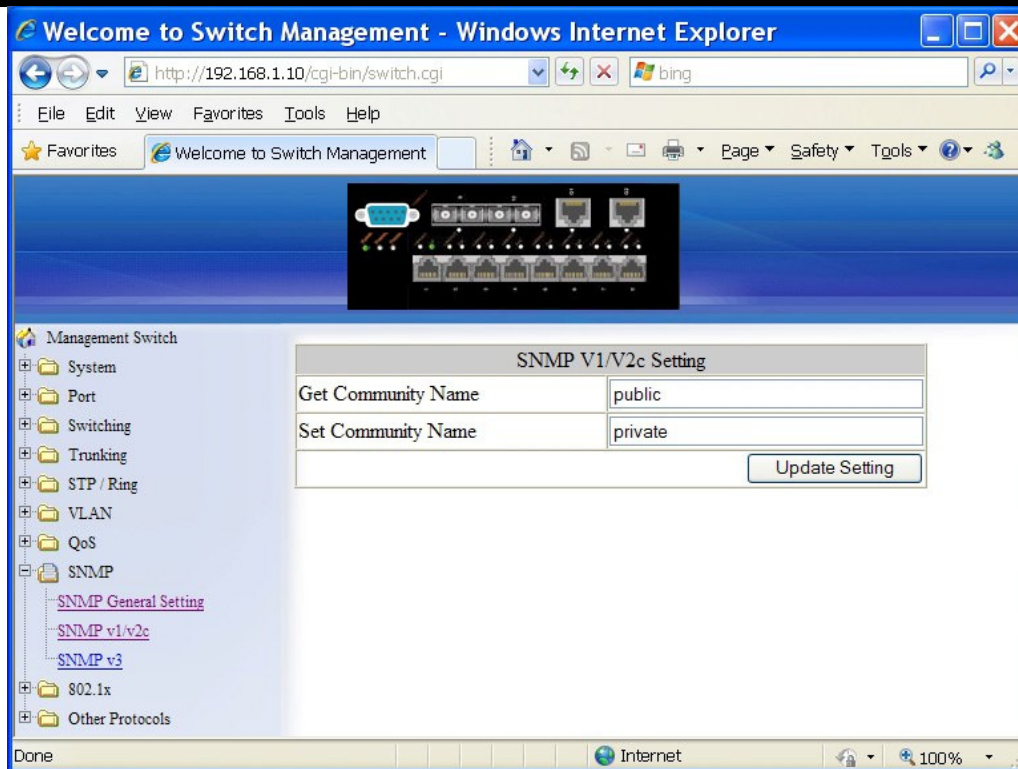 Welcome to Switch Management - Windows Internet Explorer
http://192.168.1.10/cgi-bin/switch.cgi
bing
File Edit View Favorites Tools Help
Favorites
Welcome to Switch Management
Page Safety Tools
Management Switch
System
Port
Switching
Trunking
STP / Ring
VLAN
QoS
SNMP
SNMP General Setting
SNMP v1/v2c
SNMP v3
802.1x
Other Protocols
SNMP V1/V2c Setting
Get Community Name public
Set Community Name private
Update Setting
Done
Internet
100%